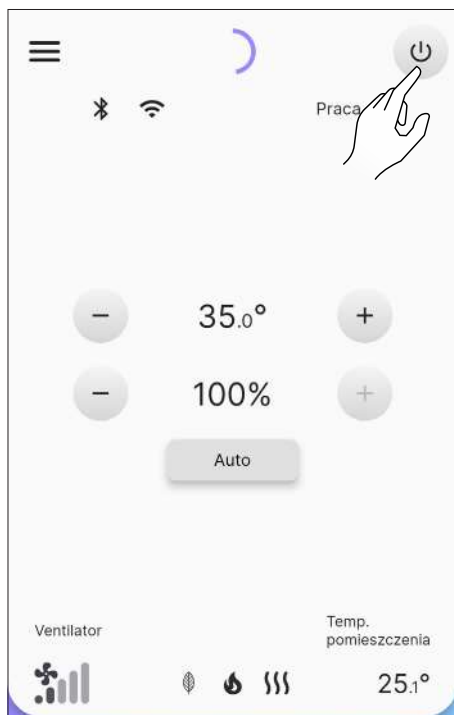 Praca
− 35.0° +
− 100% +
Auto
Ventilator
Temp.
pomieszczenia
25.1°